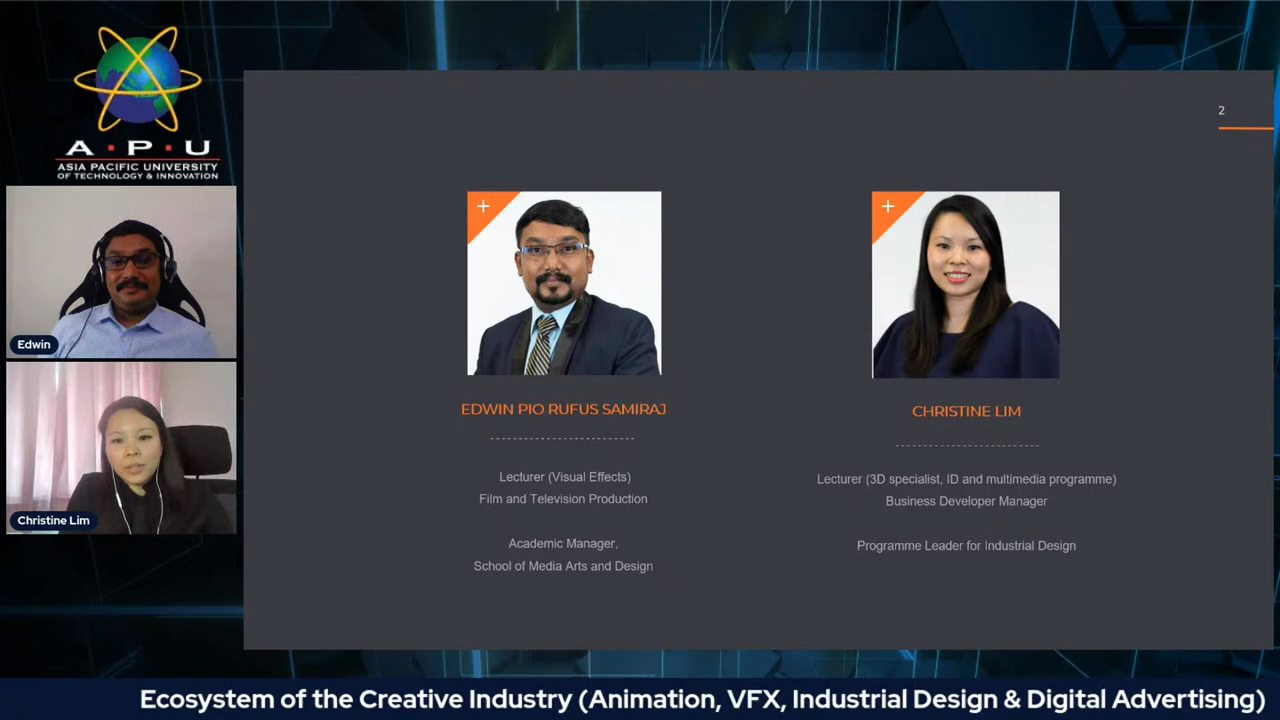 A·P·U
ASIA PACIFIC UNIVERSITY
OF TECHNOLOGY & INNOVATION
Edwin
Christine Lim
2
EDWIN PIO RUFUS SAMIRAJ
Lecturer (Visual Effects)
Film and Television Production
Academic Manager,
School of Media Arts and Design
CHRISTINE LIM
Lecturer (3D specialist, ID and multimedia programme)
Business Developer Manager
Programme Leader for Industrial Design
Ecosystem of the Creative Industry (Animation, VFX, Industrial Design & Digital Advertising)